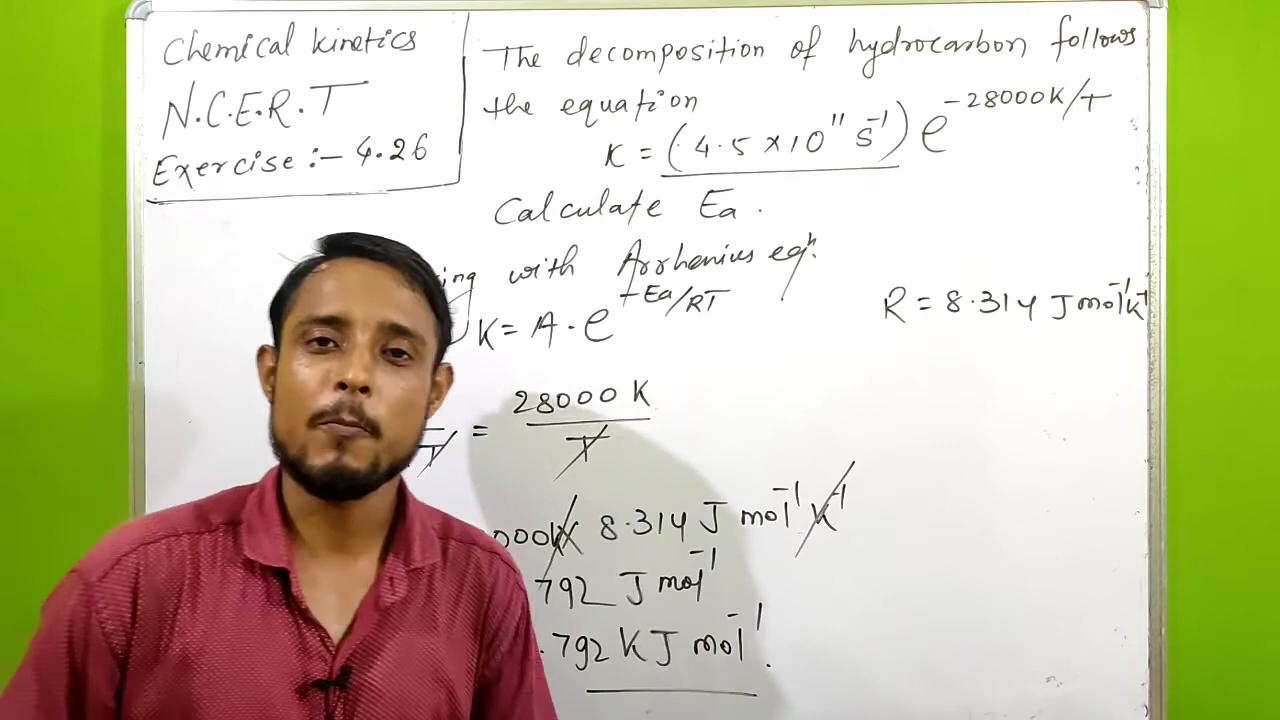 Chemical kinetics
N.C.E.R.T
Exercise :- 4.26
The decomposition of hydrocarbon follows
the equation
K = (4.5 × 10¹¹ s⁻¹) e^-28000K/T
Calculate Ea.
with Arrhenius eqⁿ.
K = A · e^-Ea/RT
R = 8.314 J mol⁻¹ K⁻¹
T = 28000 K / T
000K × 8.314 J mol⁻¹ K⁻¹
792 J mol⁻¹
.792 KJ mol⁻¹.